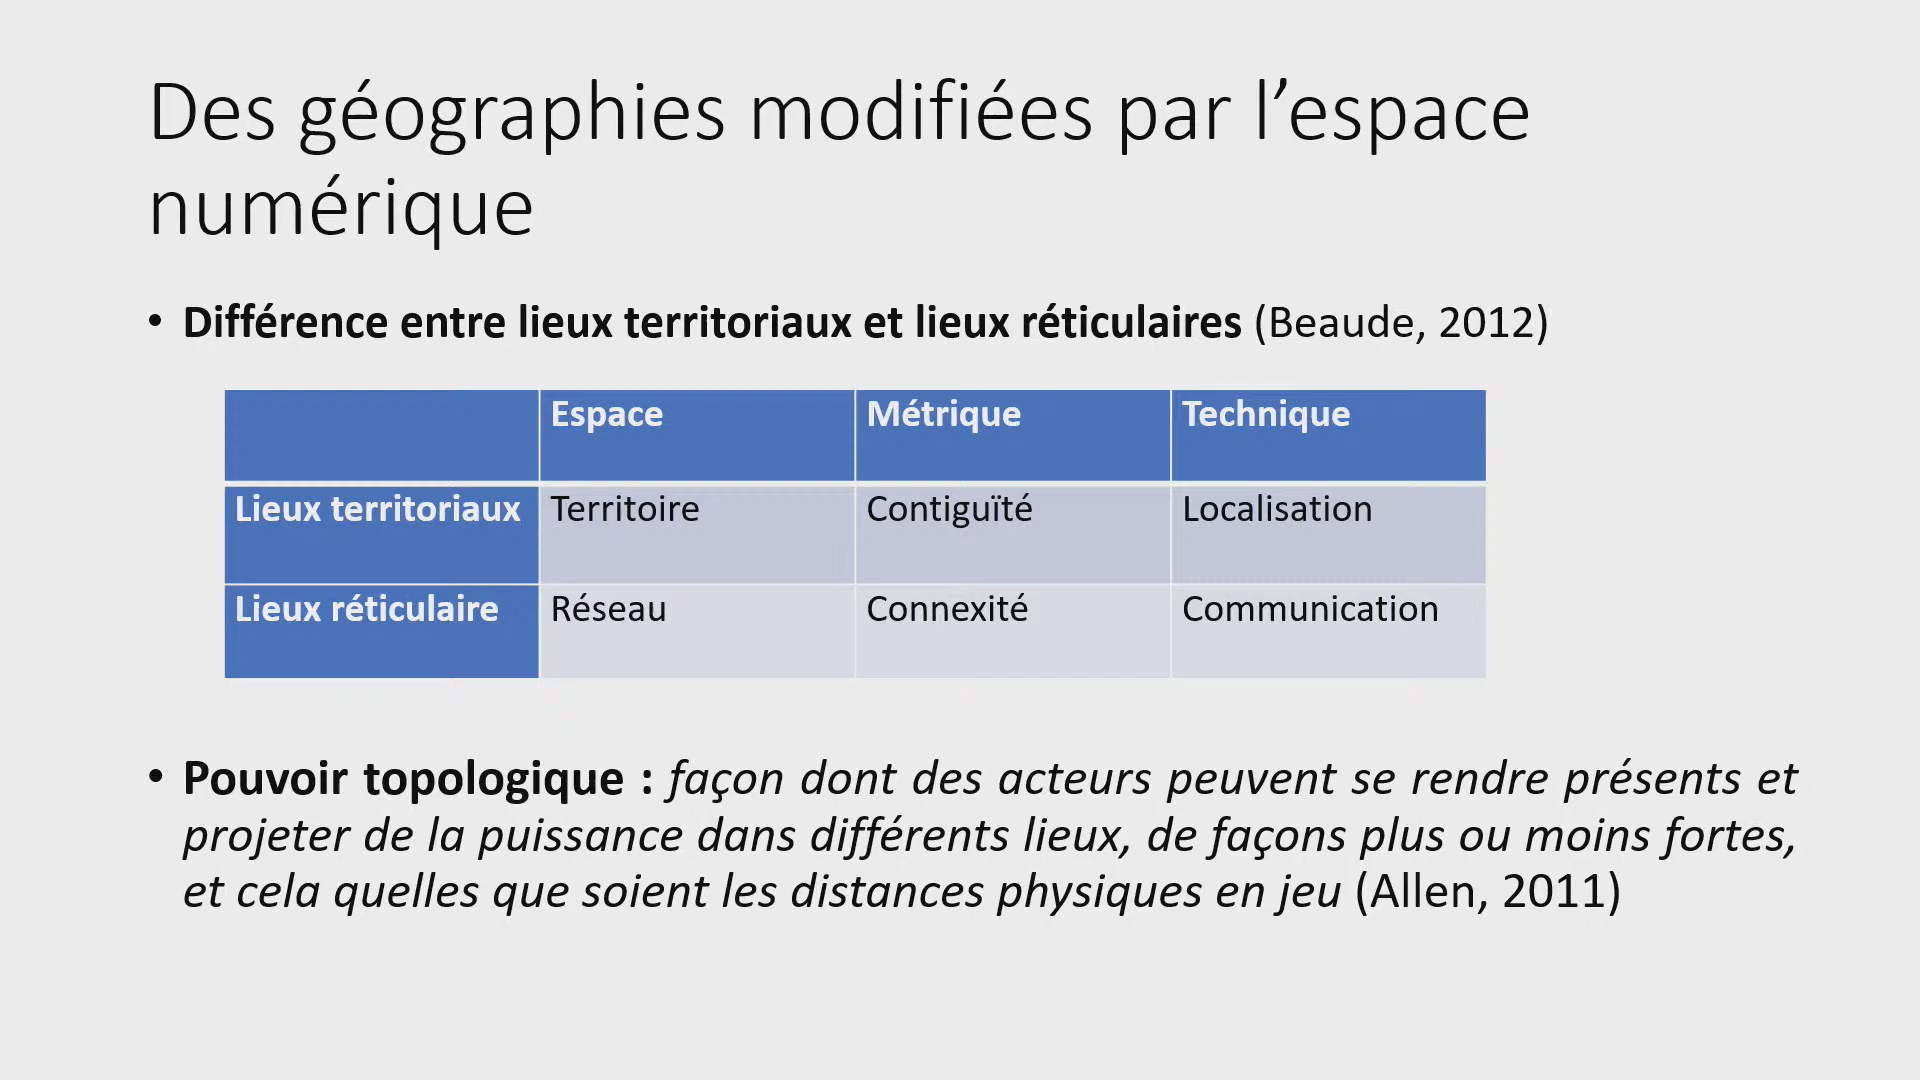 Des géographies modifiées par l’espace
numérique
• Différence entre lieux territoriaux et lieux réticulaires (Beaude, 2012)
Espace Métrique Technique
Lieux territoriaux Territoire Contiguïté Localisation
Lieux réticulaire Réseau Connexité Communication
• Pouvoir topologique : façon dont des acteurs peuvent se rendre présents et
projeter de la puissance dans différents lieux, de façons plus ou moins fortes,
et cela quelles que soient les distances physiques en jeu (Allen, 2011)